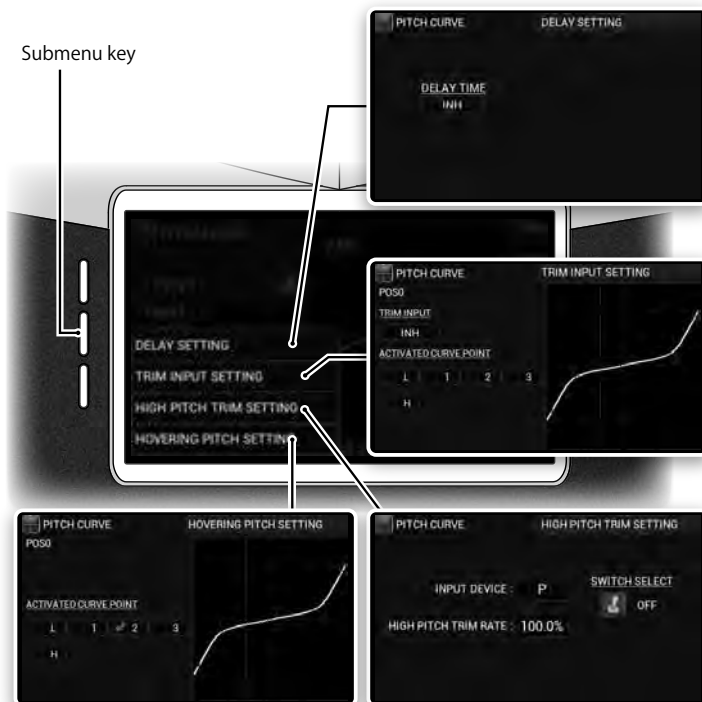 Submenu key
PITCH CURVE DELAY SETTING
DELAY TIME
INH
DELAY SETTING
TRIM INPUT SETTING
HIGH PITCH TRIM SETTING
HOVERING PITCH SETTING
PITCH CURVE TRIM INPUT SETTING
POS0
TRIM INPUT
INH
ACTIVATED CURVE POINT
L 1 2 3
H
PITCH CURVE HOVERING PITCH SETTING
POS0
ACTIVATED CURVE POINT
L 1 2 3
H
PITCH CURVE HIGH PITCH TRIM SETTING
INPUT DEVICE : P SWITCH SELECT
OFF
HIGH PITCH TRIM RATE : 100.0%